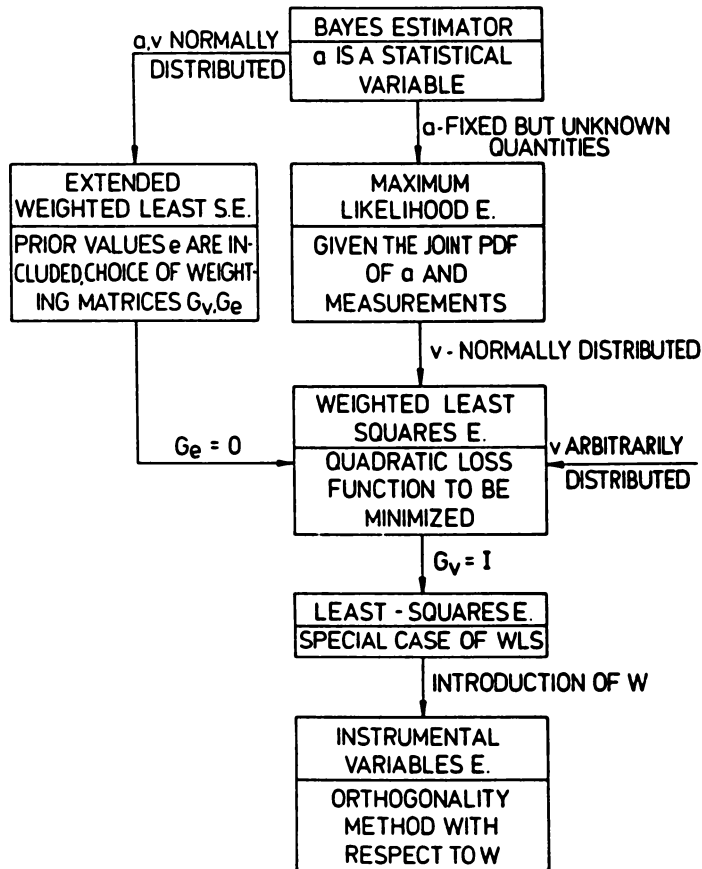 BAYES ESTIMATOR
a IS A STATISTICAL
VARIABLE
a,v NORMALLY
DISTRIBUTED
a-FIXED BUT UNKNOWN
QUANTITIES
EXTENDED
WEIGHTED LEAST S.E.
PRIOR VALUES e ARE IN-
CLUDED,CHOICE OF WEIGHT-
ING MATRICES Gv,Ge
MAXIMUM
LIKELIHOOD E.
GIVEN THE JOINT PDF
OF a AND
MEASUREMENTS
v - NORMALLY DISTRIBUTED
WEIGHTED LEAST
SQUARES E.
QUADRATIC LOSS
FUNCTION TO BE
MINIMIZED
Ge = 0
v ARBITRARILY
DISTRIBUTED
Gv = I
LEAST - SQUARES E.
SPECIAL CASE OF WLS
INTRODUCTION OF W
INSTRUMENTAL
VARIABLES E.
ORTHOGONALITY
METHOD WITH
RESPECT TO W